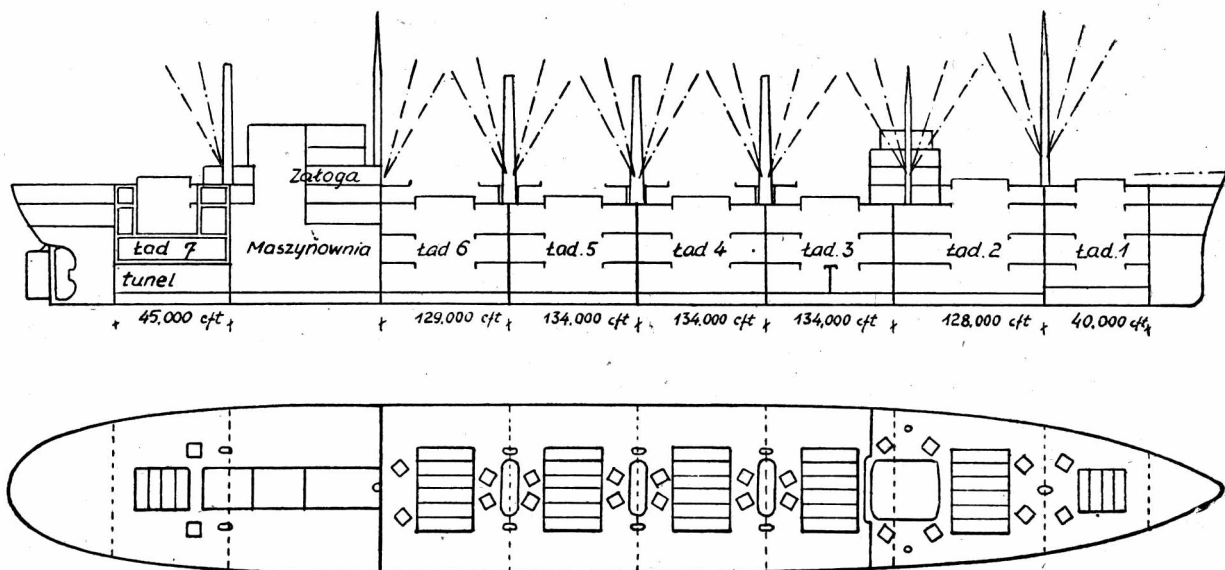 Załoga
Ład 7 Maszynownia Ład 6 Ład.5 Ład 4 Ład.3 Ład.2 Ład.1
tunel
45,000 cft 129.000 cft 134.000 cft 134.000 cft 134,000 cft 128.000 cft 40.000 cft